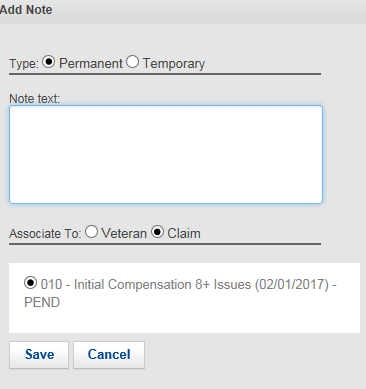 Add Note
Type: Permanent Temporary
Note text:
Associate To: Veteran Claim
010 - Initial Compensation 8+ Issues (02/01/2017) -
PEND
Save Cancel